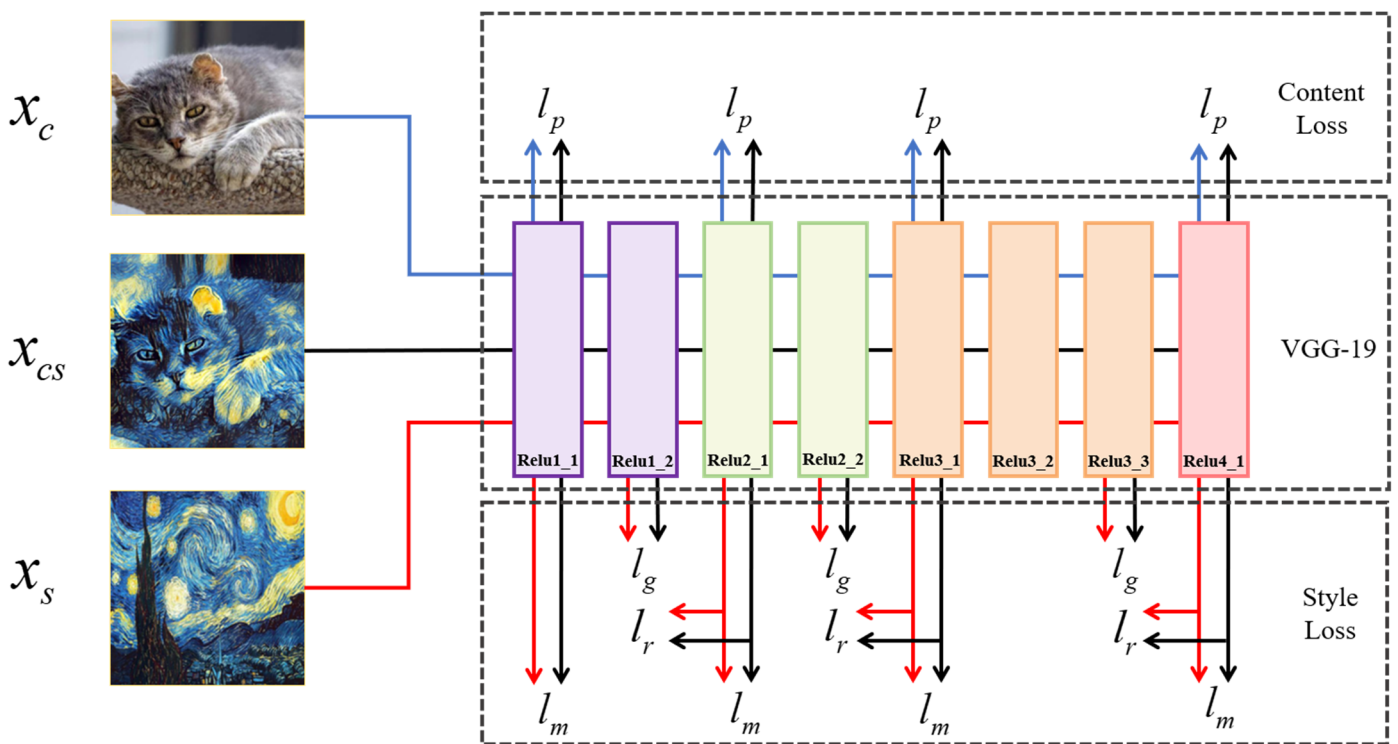 x_c
l_p l_p l_p l_p
Content
Loss
x_cs
VGG-19
Relu1_1 Relu1_2 Relu2_1 Relu2_2 Relu3_1 Relu3_2 Relu3_3 Relu4_1
x_s
l_g l_g l_g
Style
Loss
l_r l_r l_r
l_m l_m l_m l_m